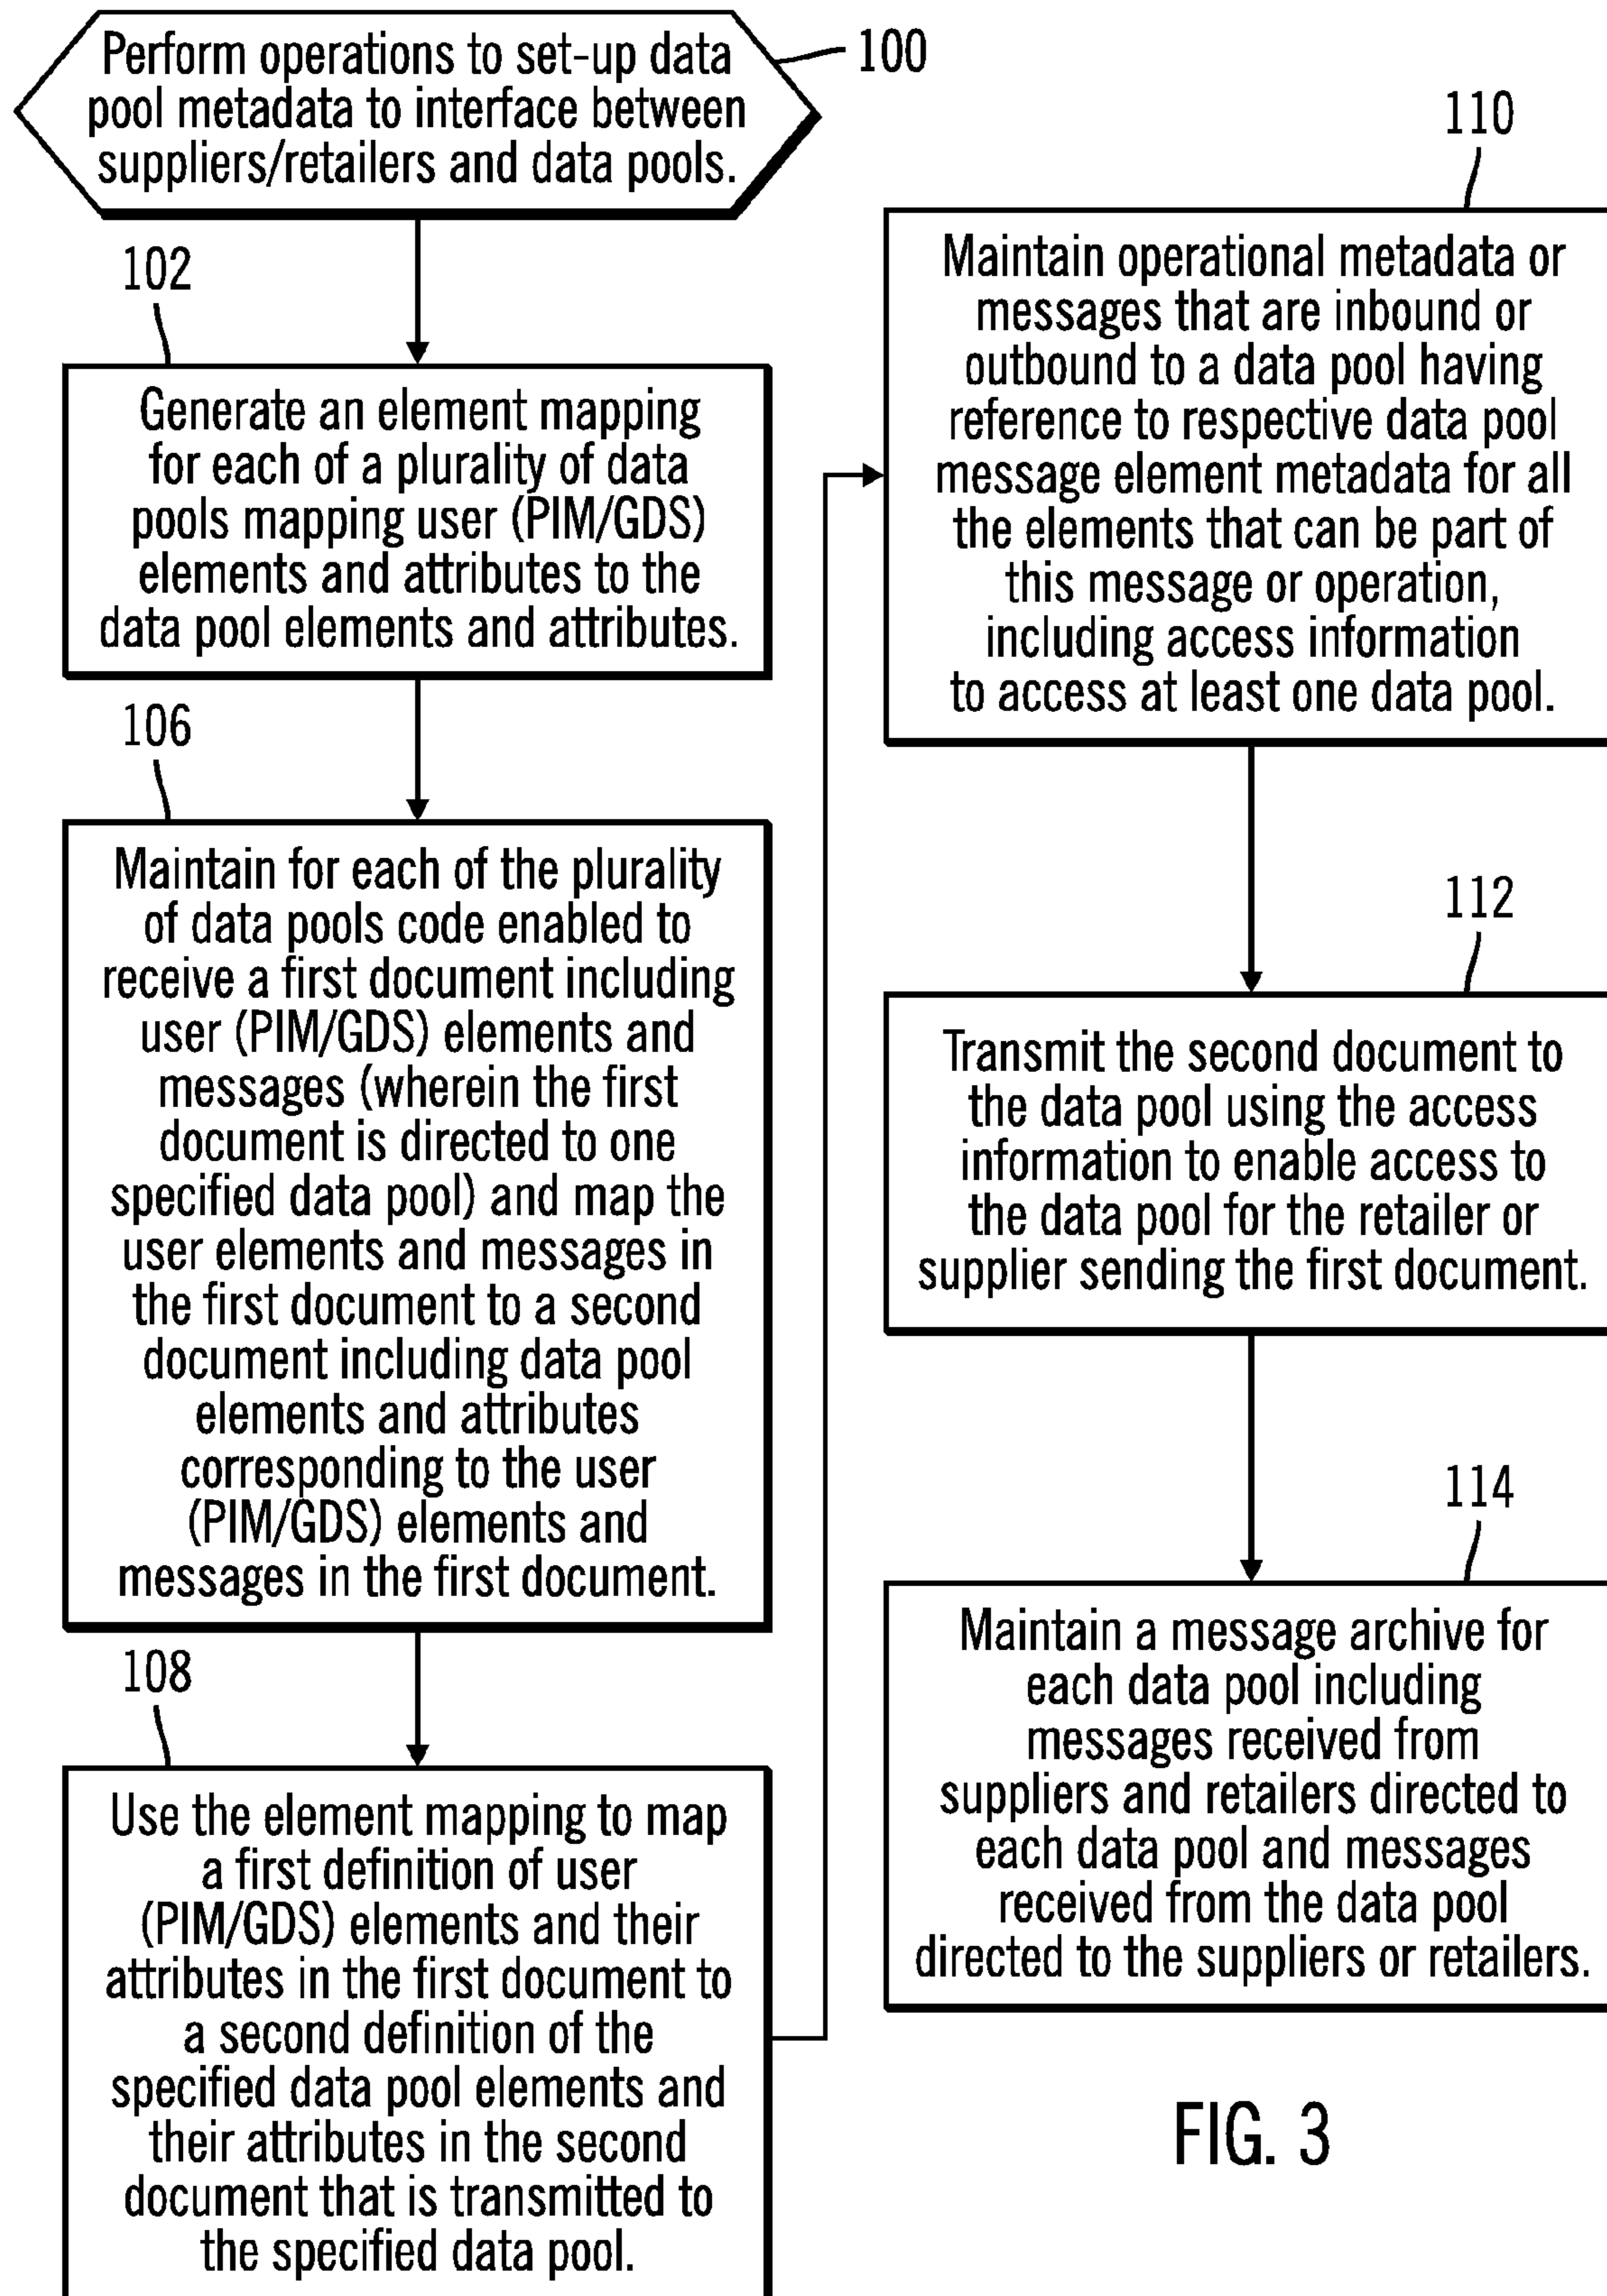 Perform operations to set-up data
pool metadata to interface between
suppliers/retailers and data pools.
100
102
Generate an element mapping
for each of a plurality of data
pools mapping user (PIM/GDS)
elements and attributes to the
data pool elements and attributes.
106
Maintain for each of the plurality
of data pools code enabled to
receive a first document including
user (PIM/GDS) elements and
messages (wherein the first
document is directed to one
specified data pool) and map the
user elements and messages in
the first document to a second
document including data pool
elements and attributes
corresponding to the user
(PIM/GDS) elements and
messages in the first document.
108
Use the element mapping to map
a first definition of user
(PIM/GDS) elements and their
attributes in the first document to
a second definition of the
specified data pool elements and
their attributes in the second
document that is transmitted to
the specified data pool.
110
Maintain operational metadata or
messages that are inbound or
outbound to a data pool having
reference to respective data pool
message element metadata for all
the elements that can be part of
this message or operation,
including access information
to access at least one data pool.
112
Transmit the second document to
the data pool using the access
information to enable access to
the data pool for the retailer or
supplier sending the first document.
114
Maintain a message archive for
each data pool including
messages received from
suppliers and retailers directed to
each data pool and messages
received from the data pool
directed to the suppliers or retailers.
FIG. 3